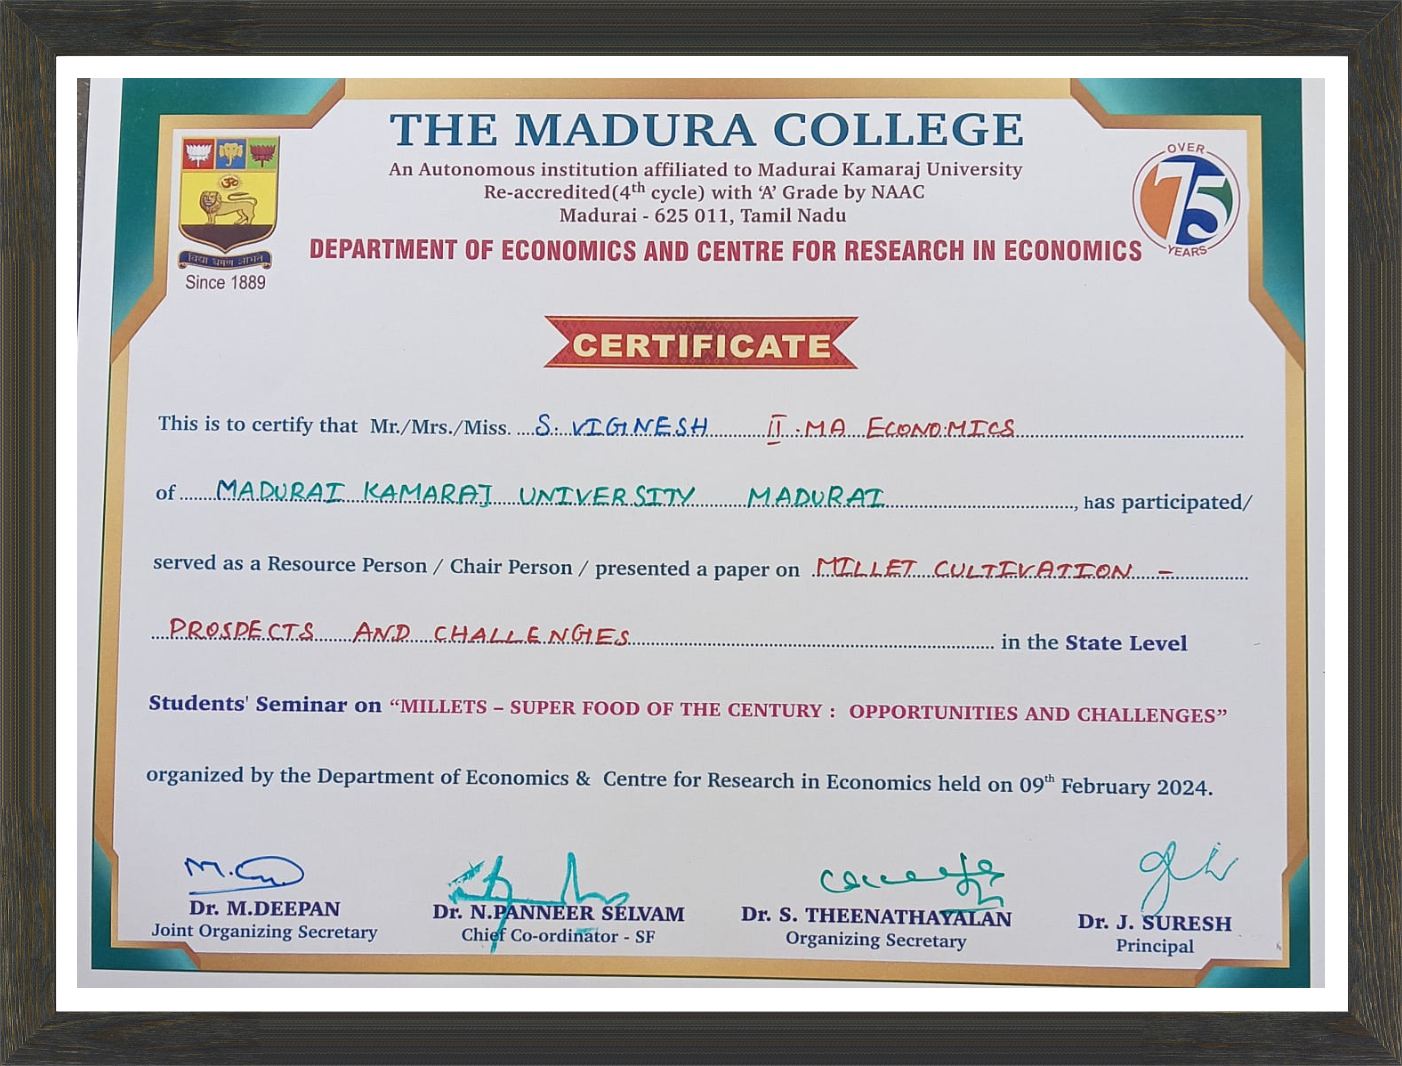 THE MADURA COLLEGE
An Autonomous institution affiliated to Madurai Kamaraj University
Re-accredited(4th cycle) with ‘A’ Grade by NAAC
Madurai - 625 011, Tamil Nadu
DEPARTMENT OF ECONOMICS AND CENTRE FOR RESEARCH IN ECONOMICS
Since 1889
OVER
75
YEARS
CERTIFICATE
This is to certify that Mr./Mrs./Miss. S. VIGNESH II . MA ECONOMICS
of MADURAI KAMARAJ UNIVERSITY MADURAI, has participated/
served as a Resource Person / Chair Person / presented a paper on MILLET CULTIVATION -
PROSPECTS AND CHALLENGES in the State Level
Students' Seminar on “MILLETS – SUPER FOOD OF THE CENTURY : OPPORTUNITIES AND CHALLENGES”
organized by the Department of Economics & Centre for Research in Economics held on 09th February 2024.
Dr. M.DEEPAN
Joint Organizing Secretary
Dr. N.PANNEER SELVAM
Chief Co-ordinator - SF
Dr. S. THEENATHAYALAN
Organizing Secretary
Dr. J. SURESH
Principal